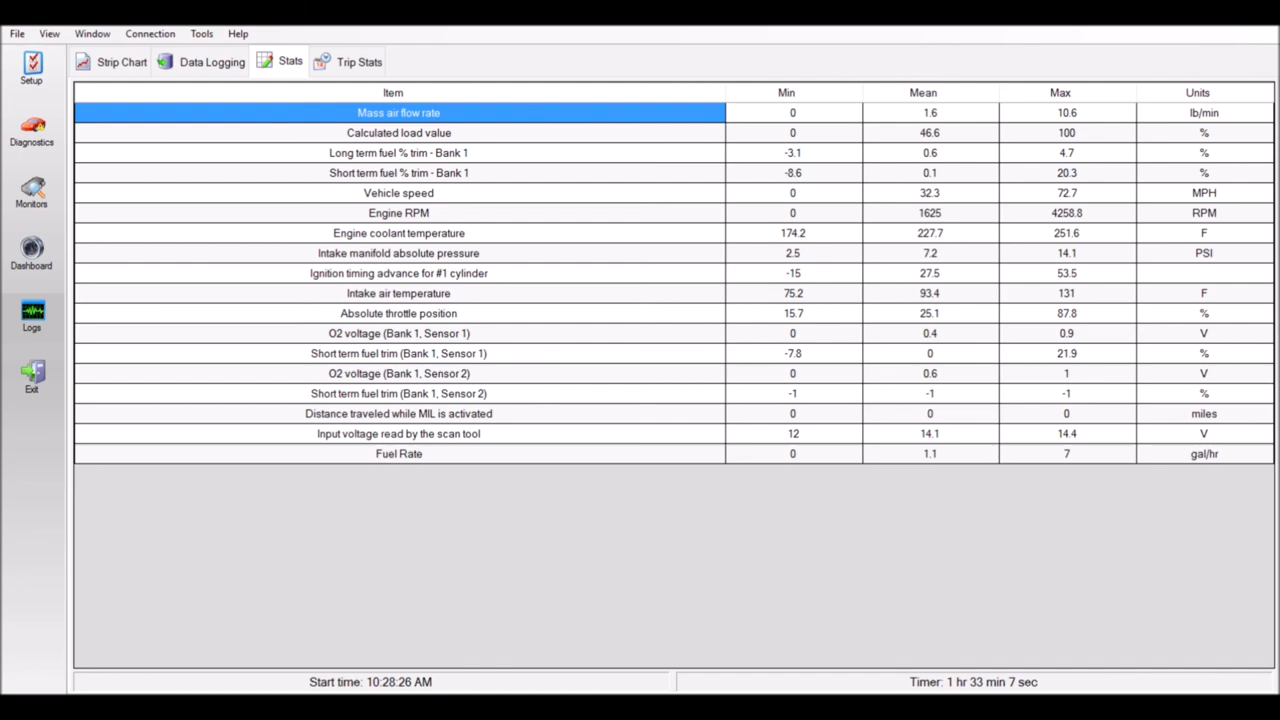 File View Window Connection Tools Help
Setup
Diagnostics
Monitors
Dashboard
Logs
Exit
Strip Chart Data Logging Stats Trip Stats
Item Min Mean Max Units
Mass air flow rate 0 1.6 10.6 lb/min
Calculated load value 0 46.6 100 %
Long term fuel % trim - Bank 1 -3.1 0.6 4.7 %
Short term fuel % trim - Bank 1 -8.6 0.1 20.3 %
Vehicle speed 0 32.3 72.7 MPH
Engine RPM 0 1625 4258.8 RPM
Engine coolant temperature 174.2 227.7 251.6 F
Intake manifold absolute pressure 2.5 7.2 14.1 PSI
Ignition timing advance for #1 cylinder -15 27.5 53.5
Intake air temperature 75.2 93.4 131 F
Absolute throttle position 15.7 25.1 87.8 %
O2 voltage (Bank 1, Sensor 1) 0 0.4 0.9 V
Short term fuel trim (Bank 1, Sensor 1) -7.8 0 21.9 %
O2 voltage (Bank 1, Sensor 2) 0 0.6 1 V
Short term fuel trim (Bank 1, Sensor 2) -1 -1 -1 %
Distance traveled while MIL is activated 0 0 0 miles
Input voltage read by the scan tool 12 14.1 14.4 V
Fuel Rate 0 1.1 7 gal/hr
Start time: 10:28:26 AM Timer: 1 hr 33 min 7 sec